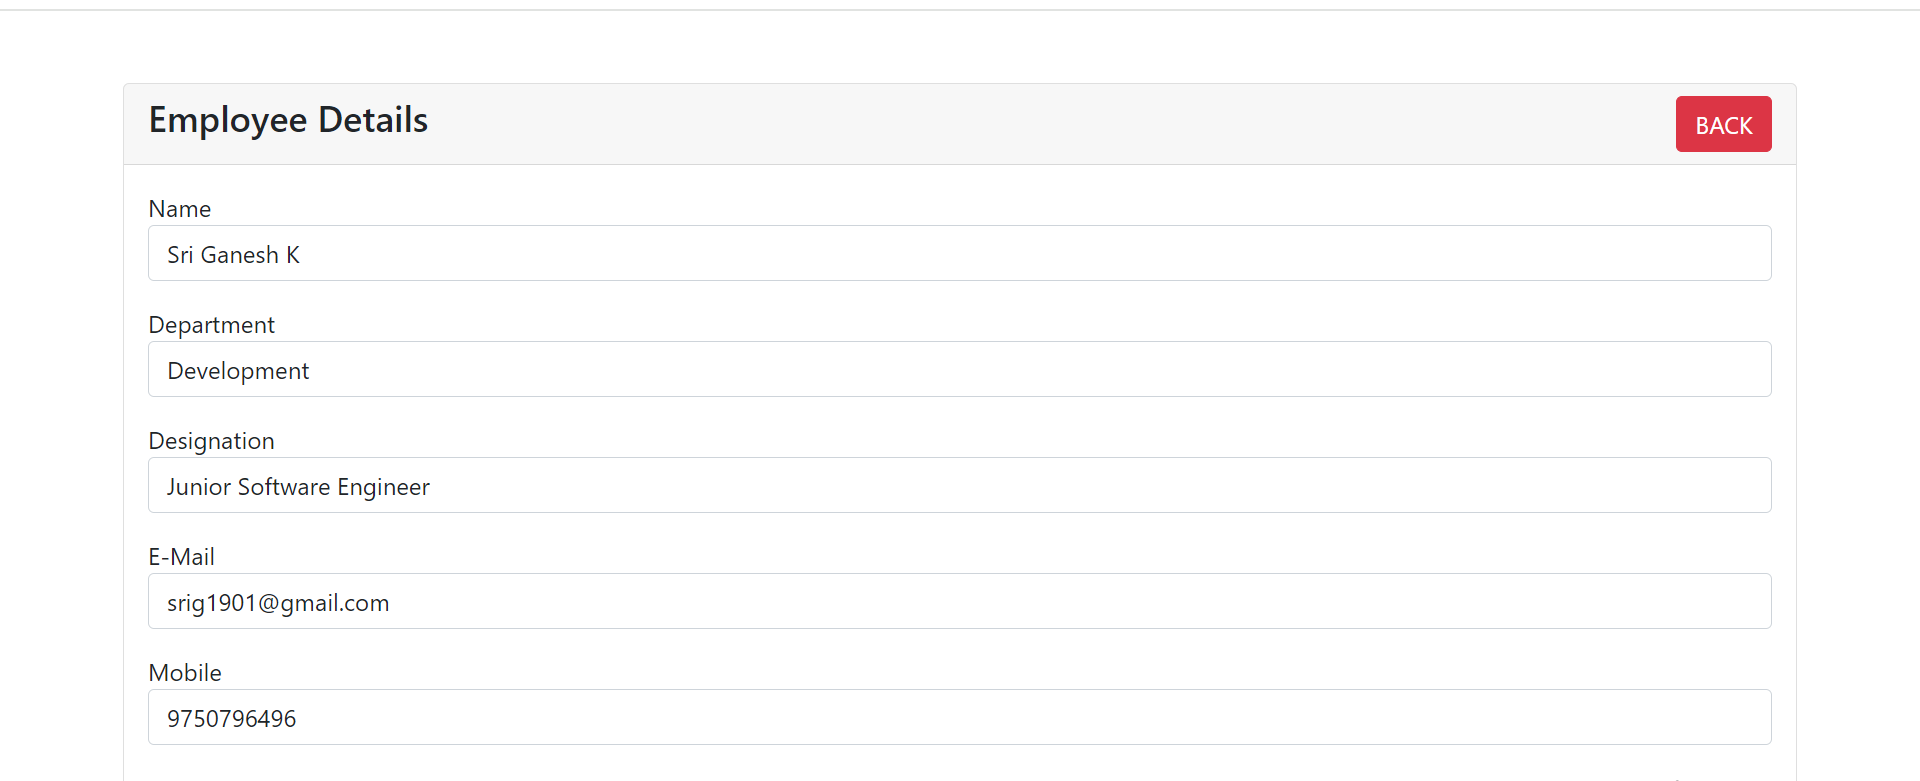 Employee Details
BACK
Name
Sri Ganesh K
Department
Development
Designation
Junior Software Engineer
E-Mail
srig1901@gmail.com
Mobile
9750796496